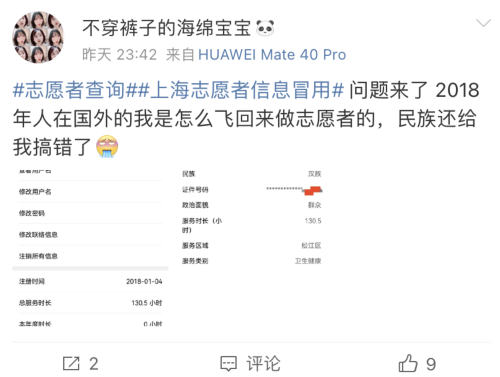 不穿裤子的海绵宝宝
昨天 23:42 来自 HUAWEI Mate 40 Pro
#志愿者查询##上海志愿者信息冒用# 问题来了 2018
年人在国外的我是怎么飞回来做志愿者的，民族还给
我搞错了
修改用户名
修改密码
修改联络信息
注销所有信息
注册时间 2018-01-04
总服务时长 130.5 小时
本年度时长 0 小时
民族 汉族
证件号码 ************
政治面貌 群众
服务时长（小
时） 130.5
服务区域 松江区
服务类别 卫生健康
2 评论 9